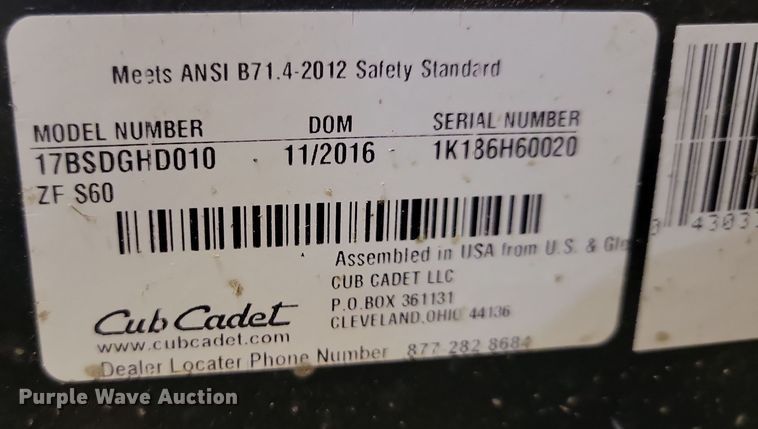 Meets ANSI B71.4-2012 Safety Standard
MODEL NUMBER DOM SERIAL NUMBER
17BSDGHD010 11/2016 1K186H60020
ZF S60
Assembled in USA from U.S. &
CUB CADET LLC
P.O.BOX 361131
CLEVELAND,OHIO 44136
Cub Cadet
www.cubcadet.com
Dealer Locater Phone Number 877 282 8684
Purple Wave Auction